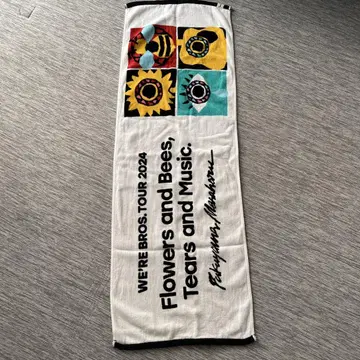 WE'RE BROS. TOUR 2024
Flowers and Bees,
Tears and Music.